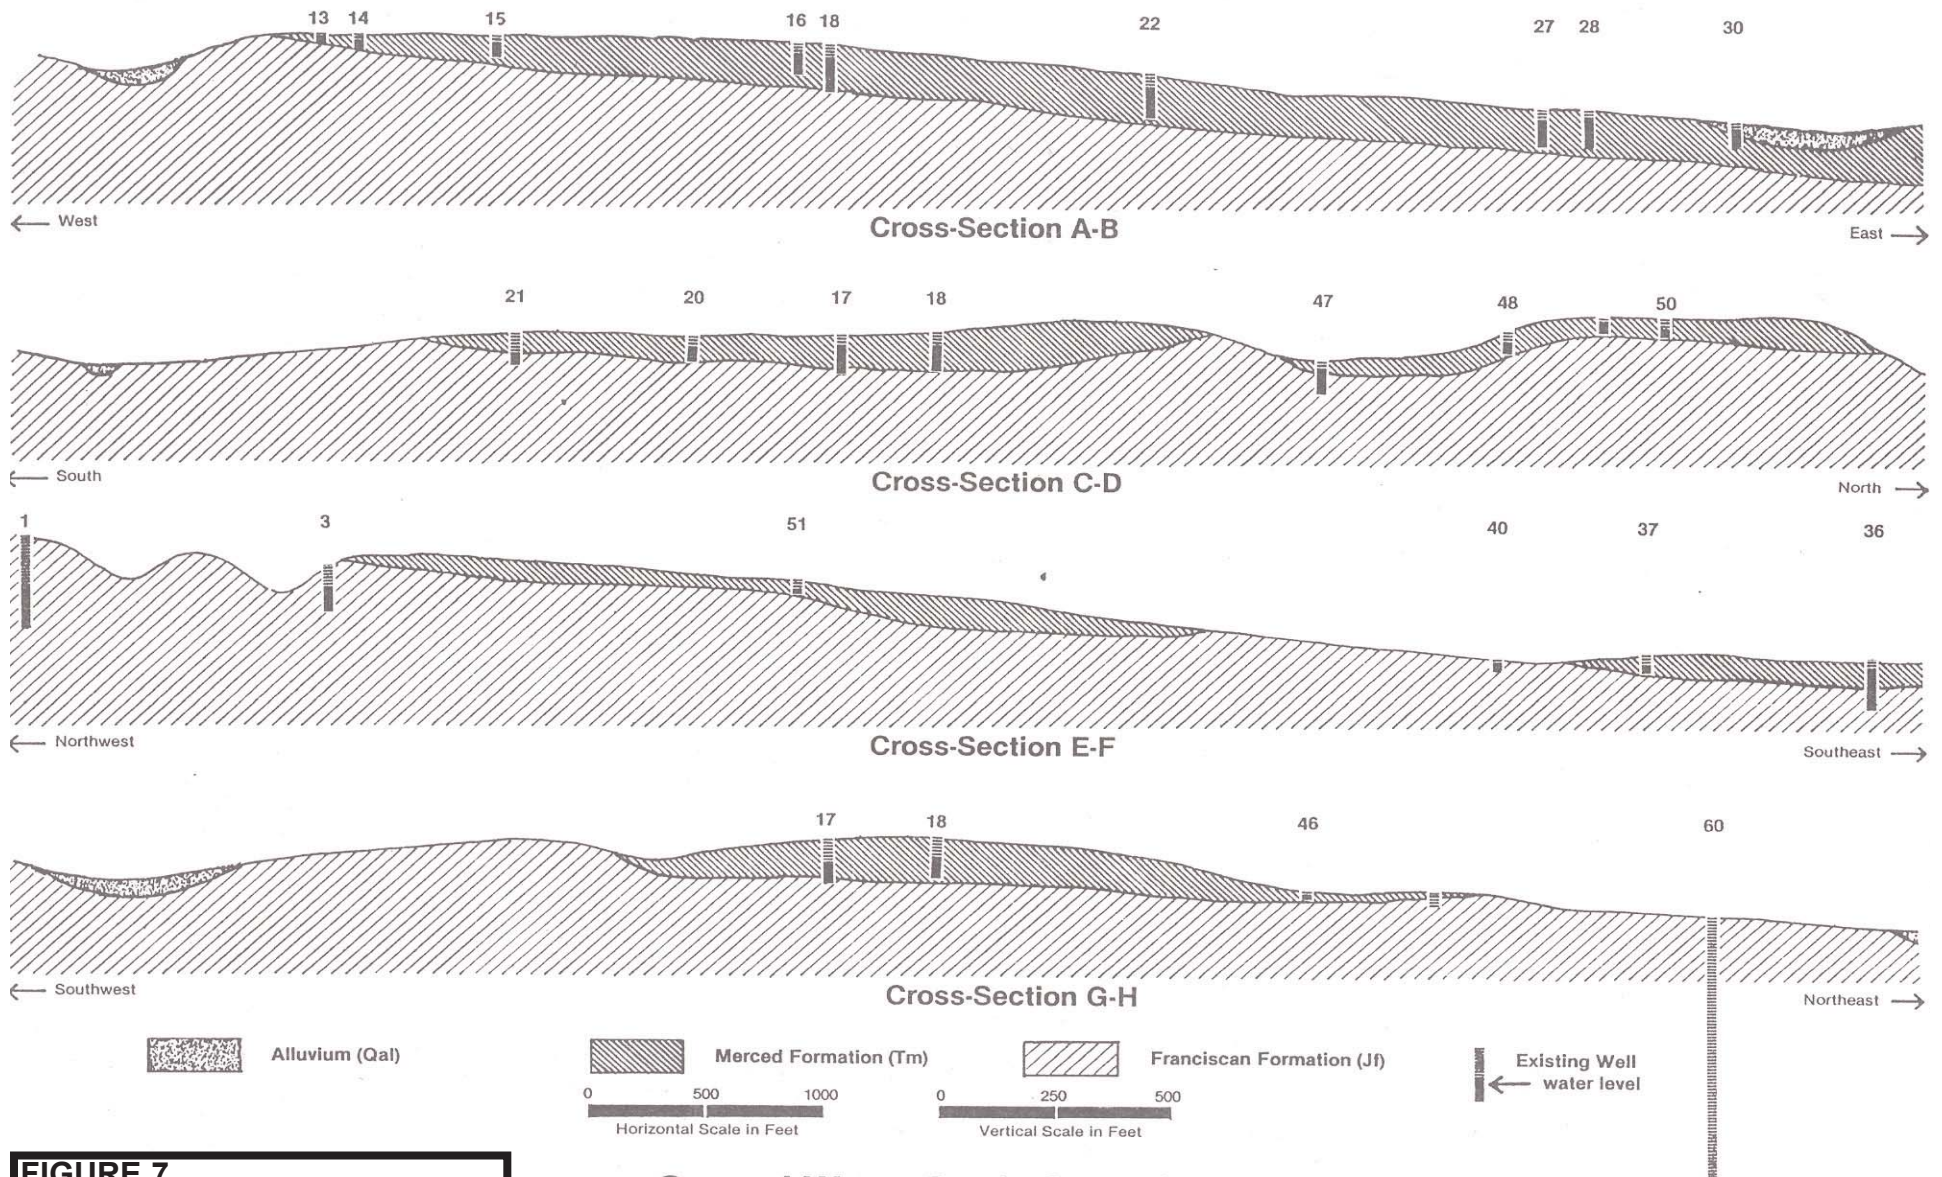 13 14 15 16 18 22 27 28 30
West
Cross-Section A-B
East
21 20 17 18 47 48 50
South
Cross-Section C-D
North
1 3 51 40 37 36
Northwest
Cross-Section E-F
Southeast
17 18 46 60
Southwest
Cross-Section G-H
Northeast
Alluvium (Qal)
Merced Formation (Tm)
Franciscan Formation (Jf)
Existing Well
water level
0 500 1000
Horizontal Scale in Feet
0 250 500
Vertical Scale in Feet
FIGURE 7